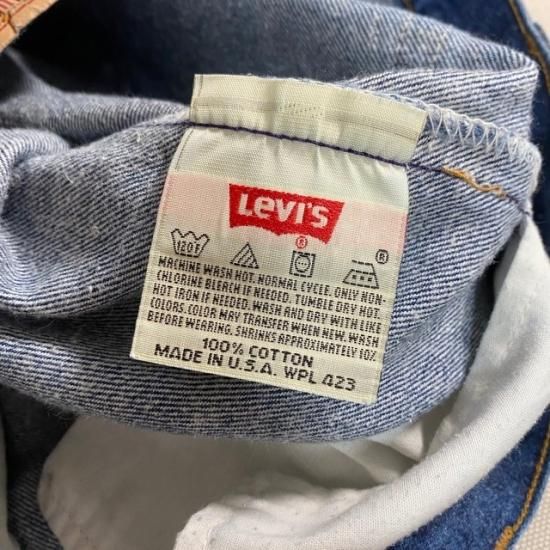 Levi's
®
120F
®
MACHINE WASH HOT, NORMAL CYCLE. ONLY NON-
CHLORINE BLEACH IF NEEDED. TUMBLE DRY HOT.
HOT IRON IF NEEDED. WASH AND DRY WITH LIKE
COLORS. COLOR MAY TRANSFER WHEN NEW. WASH
BEFORE WEARING. SHRINKS APPROXIMATELY 10%
100% COTTON
MADE IN U.S.A. WPL 423